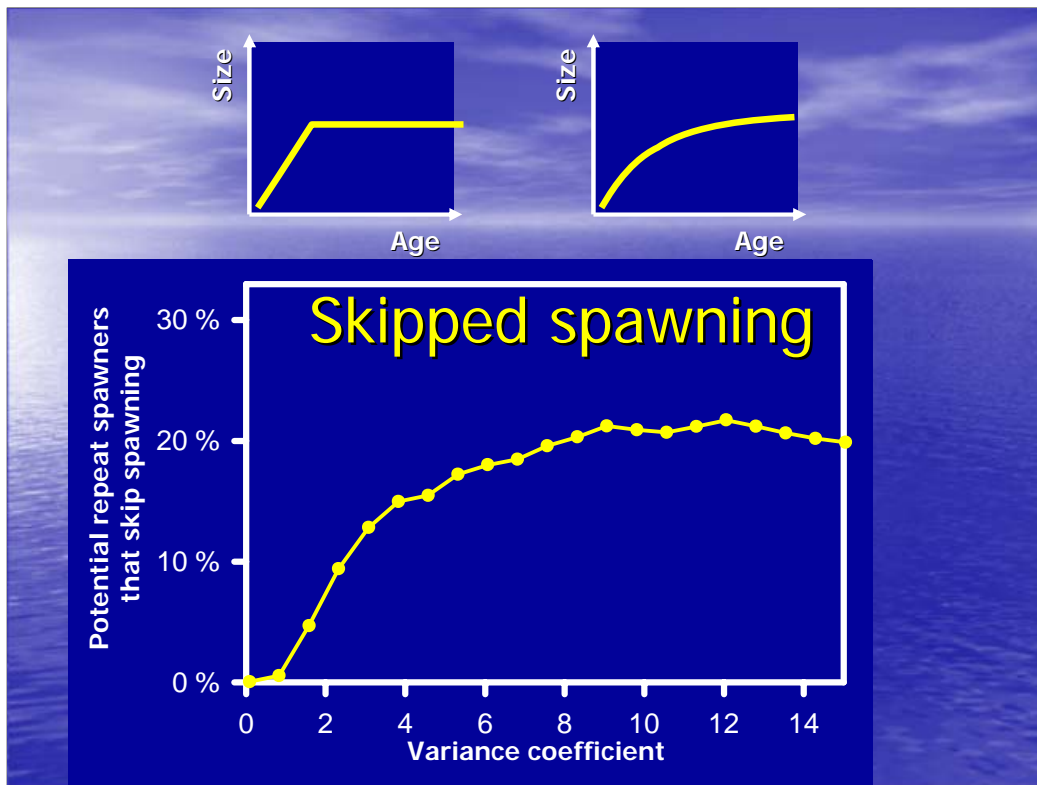 Size
Age
Size
Age
Skipped spawning
Potential repeat spawners
that skip spawning
30 %
20 %
10 %
0 %
0 2 4 6 8 10 12 14
Variance coefficient